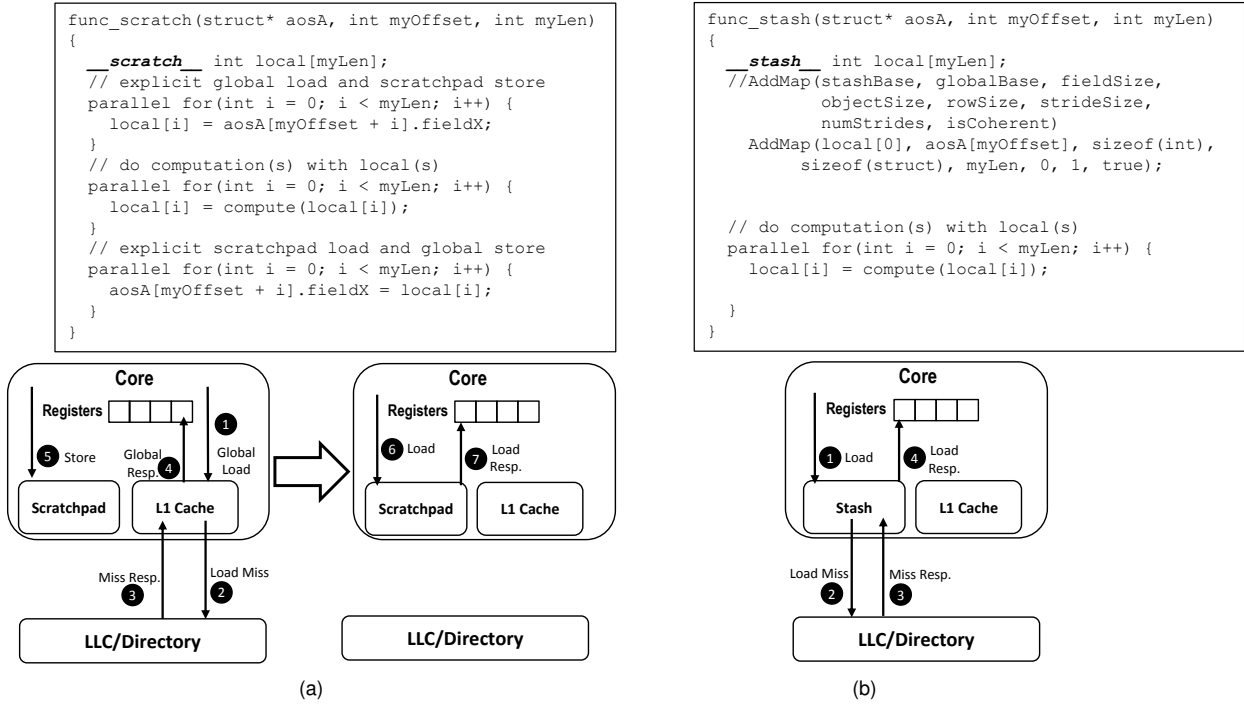 func_scratch(struct* aosA, int myOffset, int myLen)
{
__scratch__ int local[myLen];
// explicit global load and scratchpad store
parallel for(int i = 0; i < myLen; i++) {
local[i] = aosA[myOffset + i].fieldX;
}
// do computation(s) with local(s)
parallel for(int i = 0; i < myLen; i++) {
local[i] = compute(local[i]);
}
// explicit scratchpad load and global store
parallel for(int i = 0; i < myLen; i++) {
aosA[myOffset + i].fieldX = local[i];
}
}
Core
Registers
1
Global
Load
5 Store
Global
Resp.
4
Scratchpad
L1 Cache
Miss Resp.
3
Load Miss
2
LLC/Directory
Core
Registers
6 Load
7 Load
Resp.
Scratchpad
L1 Cache
LLC/Directory
(a)
func_stash(struct* aosA, int myOffset, int myLen)
{
__stash__ int local[myLen];
//AddMap(stashBase, globalBase, fieldSize,
objectSize, rowSize, strideSize,
numStrides, isCoherent)
AddMap(local[0], aosA[myOffset], sizeof(int),
sizeof(struct), myLen, 0, 1, true);
// do computation(s) with local(s)
parallel for(int i = 0; i < myLen; i++) {
local[i] = compute(local[i]);
}
}
Core
Registers
1 Load
4 Load
Resp.
Stash
L1 Cache
Load Miss
2
Miss Resp.
3
LLC/Directory
(b)